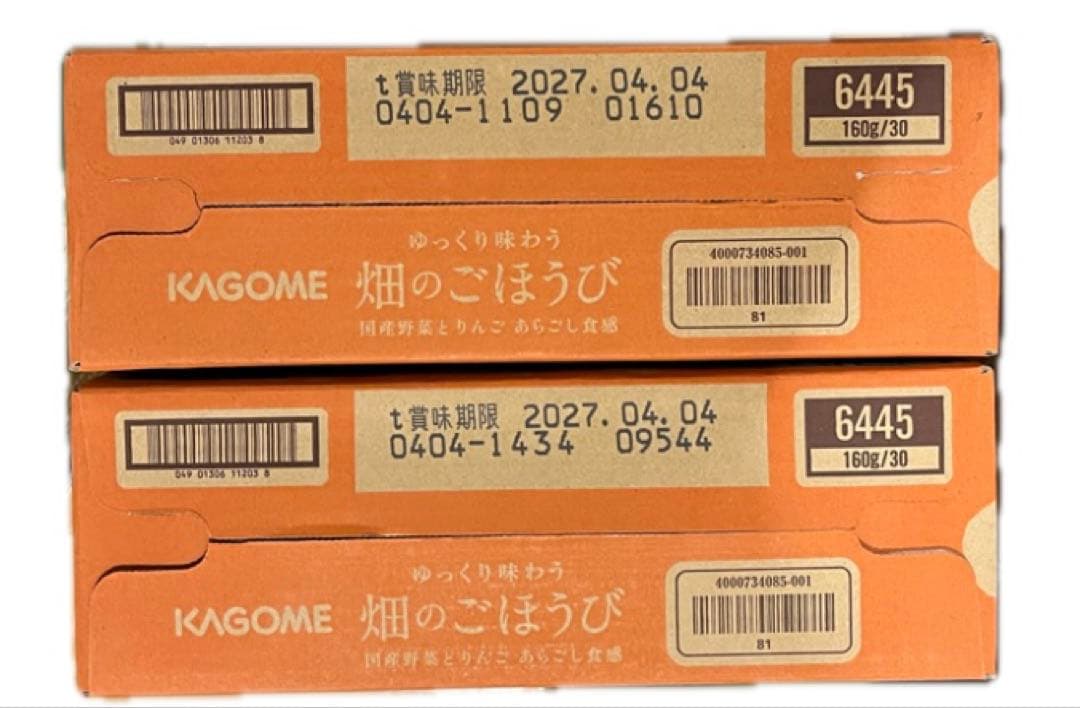 t賞味期限 2027.04.04
0404-1109 01610
049 01306 11203 8
6445
160g/30
ゆっくり味わう
KAGOME 畑のごほうび
国産野菜とりんご あらごし食感
4000734085-001
81
t賞味期限 2027.04.04
0404-1434 09544
049 01306 11203 8
6445
160g/30
ゆっくり味わう
KAGOME 畑のごほうび
国産野菜とりんご あらごし食感
4000734085-001
81